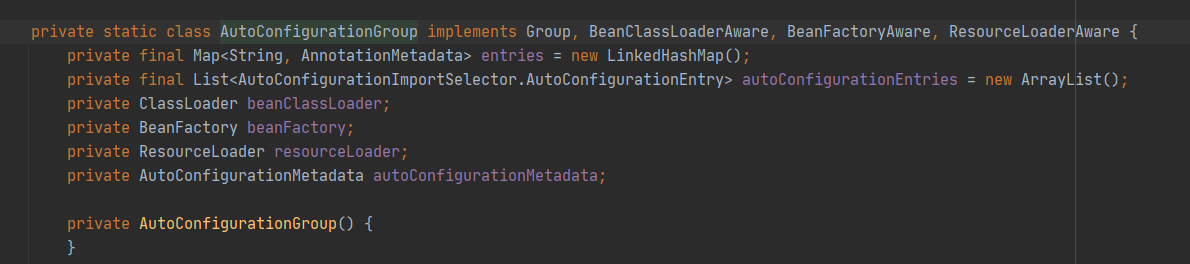 private static class AutoConfigurationGroup implements Group, BeanClassLoaderAware, BeanFactoryAware, ResourceLoaderAware {
    private final Map<String, AnnotationMetadata> entries = new LinkedHashMap();
    private final List<AutoConfigurationImportSelector.AutoConfigurationEntry> autoConfigurationEntries = new ArrayList();
    private ClassLoader beanClassLoader;
    private BeanFactory beanFactory;
    private ResourceLoader resourceLoader;
    private AutoConfigurationMetadata autoConfigurationMetadata;

    private AutoConfigurationGroup() {
    }